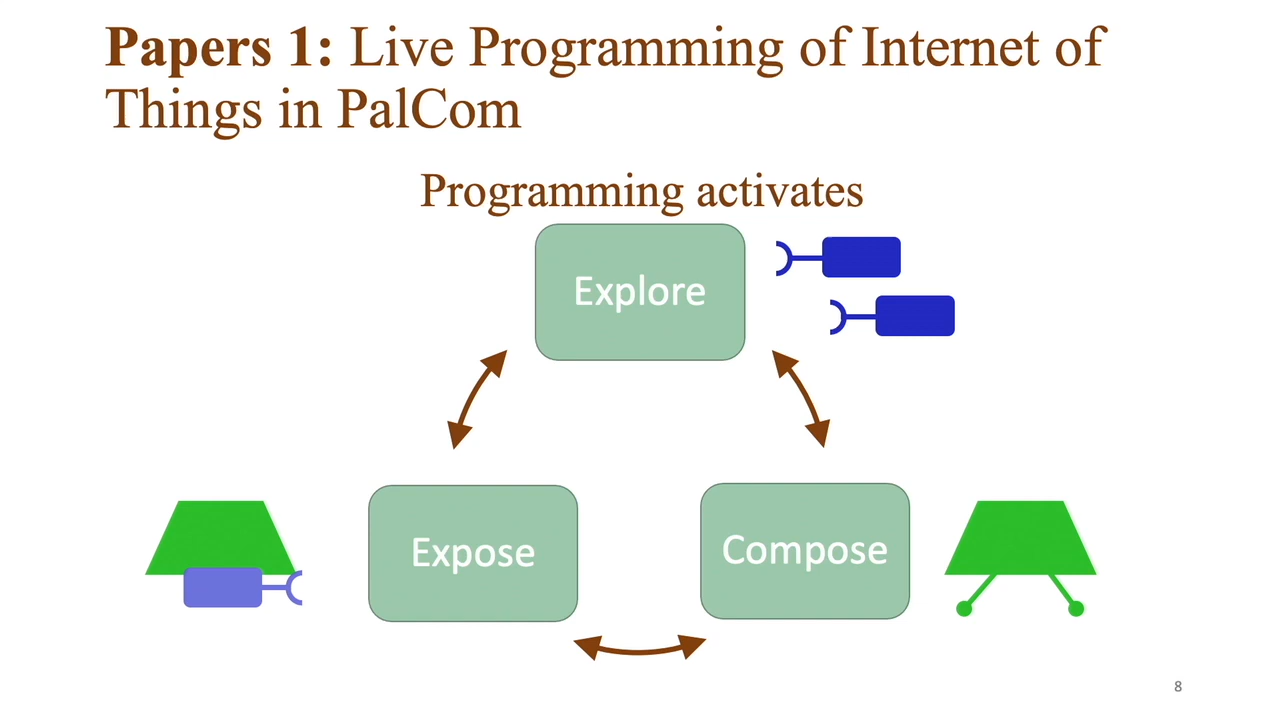 Papers 1: Live Programming of Internet of
Things in PalCom
Programming activates
Explore
Expose
Compose
8